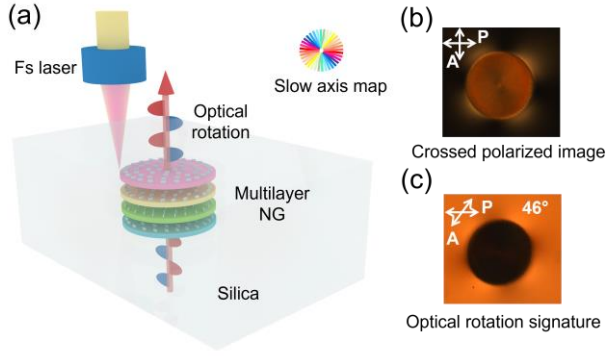 (a)
Fs laser
Optical
rotation
Slow axis map
Multilayer
NG
Silica
(b)
P
A
Crossed polarized image
(c)
P
46°
A
Optical rotation signature